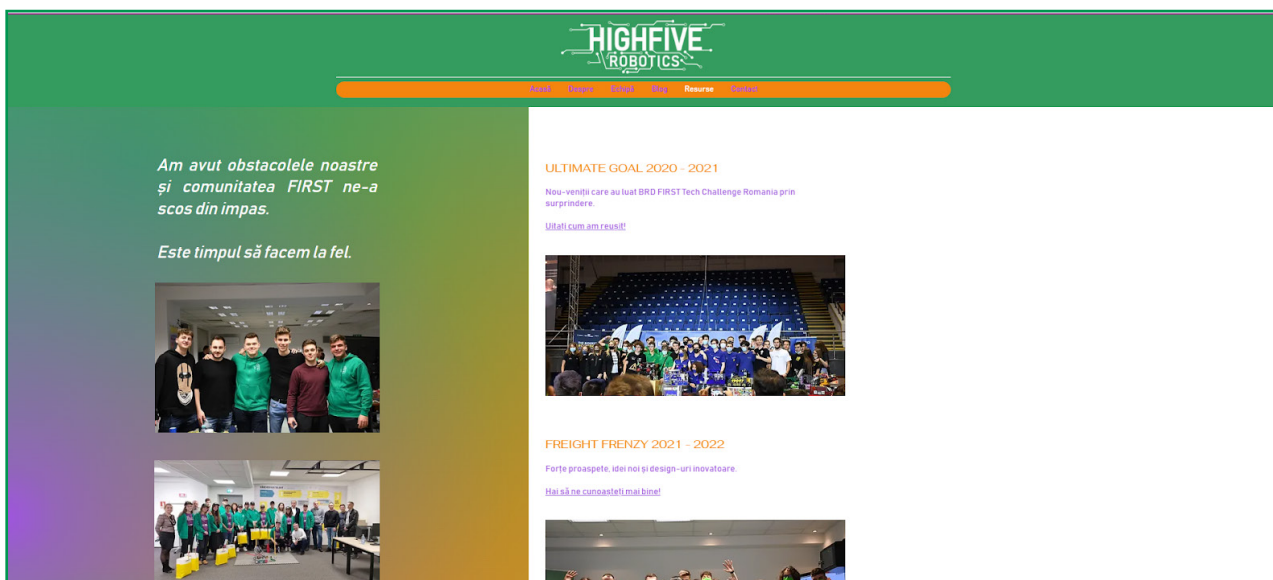 HIGHFIVE
ROBOTICS
Acasă Despre Echipă Blog Resurse Contact
Am avut obstacolele noastre
și comunitatea FIRST ne-a
scos din impas.
Este timpul să facem la fel.
ULTIMATE GOAL 2020 - 2021
Nou-veniții care au luat BRD FIRST Tech Challenge Romania prin
surprindere.
Uitați cum am reușit!
FREIGHT FRENZY 2021 - 2022
Forțe proaspete, idei noi și design-uri inovatoare.
Hai să ne cunoașteți mai bine!